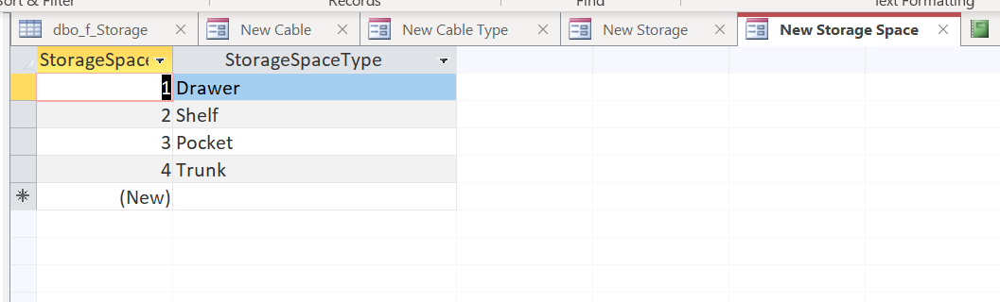 Sort & Filter Records Find Text Formatting
dbo_f_Storage New Cable New Cable Type New Storage New Storage Space
StorageSpace StorageSpaceType
1 Drawer
2 Shelf
3 Pocket
4 Trunk
(New)